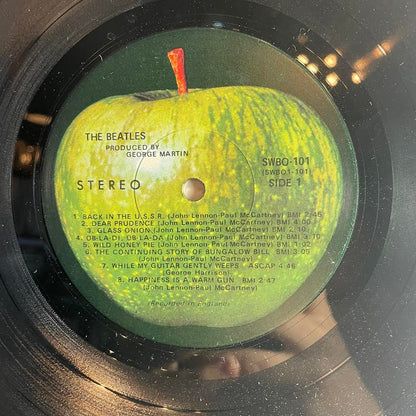 THE BEATLES
PRODUCED BY
GEORGE MARTIN
SWBO-101
(SWBO1-101)
STEREO
SIDE 1
1. BACK IN THE U.S.S.R. (John Lennon-Paul McCartney) BMI 2:45
2. DEAR PRUDENCE (John Lennon-Paul McCartney) BMI 4:00
3. GLASS ONION (John Lennon-Paul McCartney) BMI 2:10
4. OB-LA-DI, OB-LA-DA (John Lennon-Paul McCartney) BMI 3:10
5. WILD HONEY PIE (John Lennon-Paul McCartney) BMI 1:02
6. THE CONTINUING STORY OF BUNGALOW BILL BMI 3:05
(John Lennon-Paul McCartney)
7. WHILE MY GUITAR GENTLY WEEPS ASCAP 4:46
(George Harrison)
8. HAPPINESS IS A WARM GUN BMI 2:47
(John Lennon-Paul McCartney)
(Recorded in England)